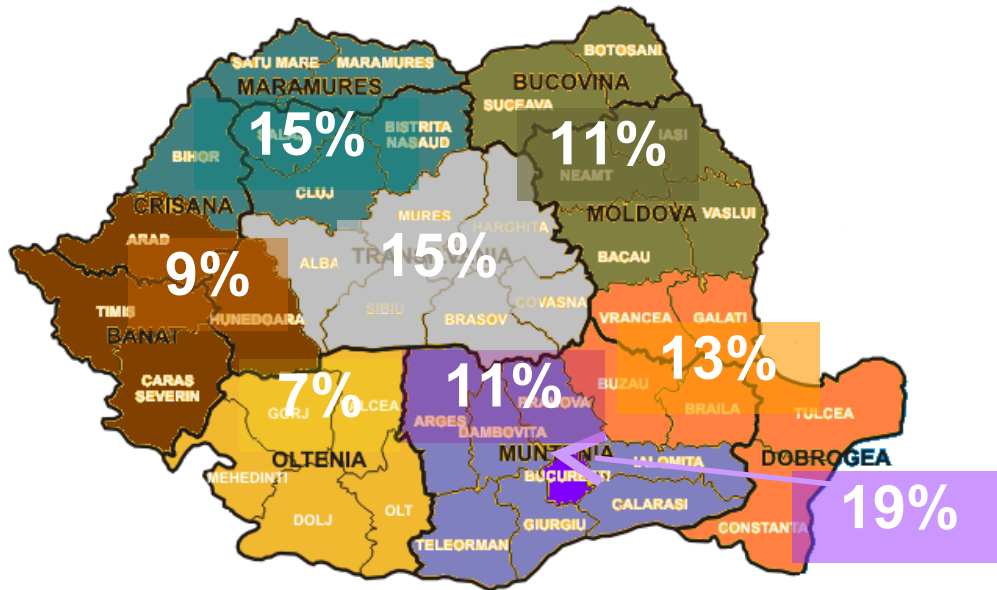 BOTOSANI
SATU MARE
MARAMURES
MARAMURES
BUCOVINA
SUCEAVA
15%
BISTRITA
NASAUD
11%
IASI
BIHOR
NEAMT
CLUJ
CRISANA
MURES
MOLDOVA
VASLUI
HARGHITA
ARAD
TRANSILVANIA
15%
BACAU
ALBA
9%
COVASNA
TIMIS
HUNEDOARA
SIBIU
BRASOV
VRANCEA
GALATI
BANAT
13%
CARAS
SEVERIN
7%
11%
BUZAU
GORJ
VALCEA
PRAHOVA
ARGES
BRAILA
TULCEA
DAMBOVITA
OLTENIA
MUNTENIA
IALOMITA
DOBROGEA
MEHEDINTI
BUCURESTI
19%
CALARASI
OLT
DOLJ
GIURGIU
CONSTANTA
TELEORMAN